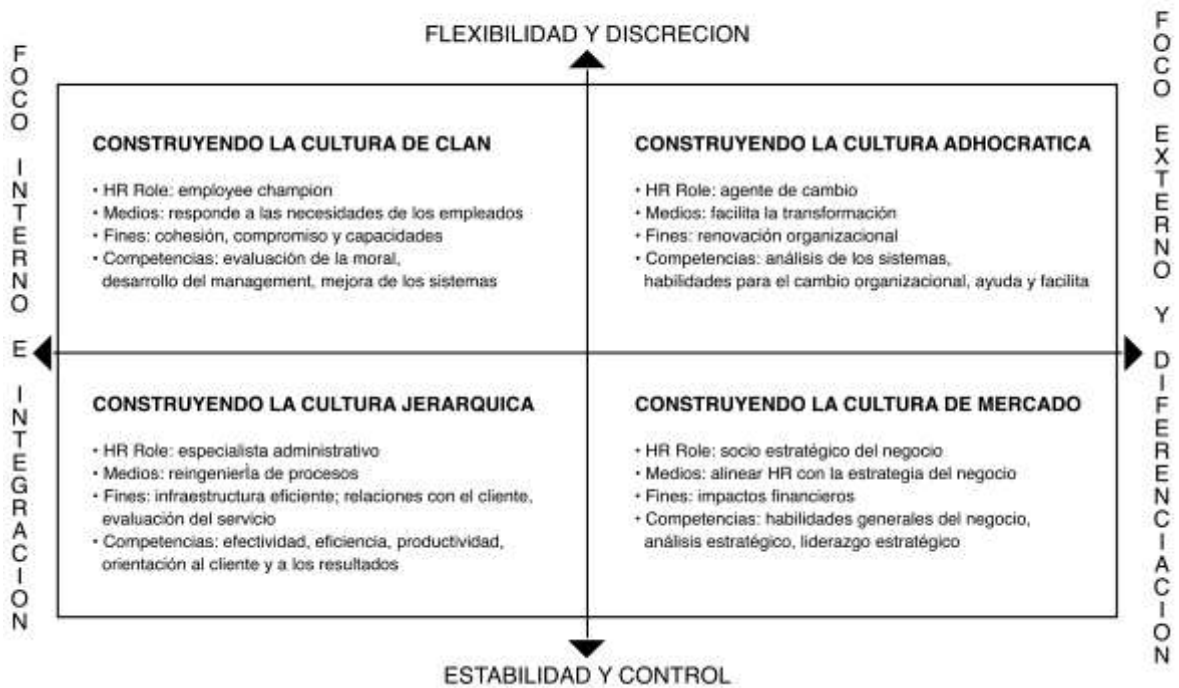 FLEXIBILIDAD Y DISCRECION
FOCO INTERNO E INTEGRACION
FOCO EXTERNO Y DIFERENCIACION
CONSTRUYENDO LA CULTURA DE CLAN
• HR Role: employee champion
• Medios: responde a las necesidades de los empleados
• Fines: cohesión, compromiso y capacidades
• Competencias: evaluación de la moral,
desarrollo del management, mejora de los sistemas
CONSTRUYENDO LA CULTURA ADHOCRATICA
• HR Role: agente de cambio
• Medios: facilita la transformación
• Fines: renovación organizacional
• Competencias: análisis de los sistemas,
habilidades para el cambio organizacional, ayuda y facilita
CONSTRUYENDO LA CULTURA JERARQUICA
• HR Role: especialista administrativo
• Medios: reingeniería de procesos
• Fines: infraestructura eficiente; relaciones con el cliente,
evaluación del servicio
• Competencias: efectividad, eficiencia, productividad,
orientación al cliente y a los resultados
CONSTRUYENDO LA CULTURA DE MERCADO
• HR Role: socio estratégico del negocio
• Medios: alinear HR con la estrategia del negocio
• Fines: impactos financieros
• Competencias: habilidades generales del negocio,
análisis estratégico, liderazgo estratégico
ESTABILIDAD Y CONTROL